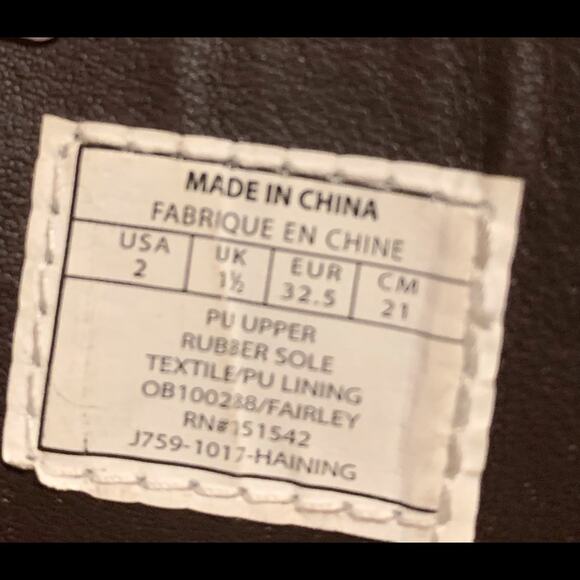 MADE IN CHINA
FABRIQUE EN CHINE
USA UK EUR CM
2 1½ 32.5 21
PU UPPER
RUBBER SOLE
TEXTILE/PU LINING
OB100288/FAIRLEY
RN#151542
J759-1017-HAINING